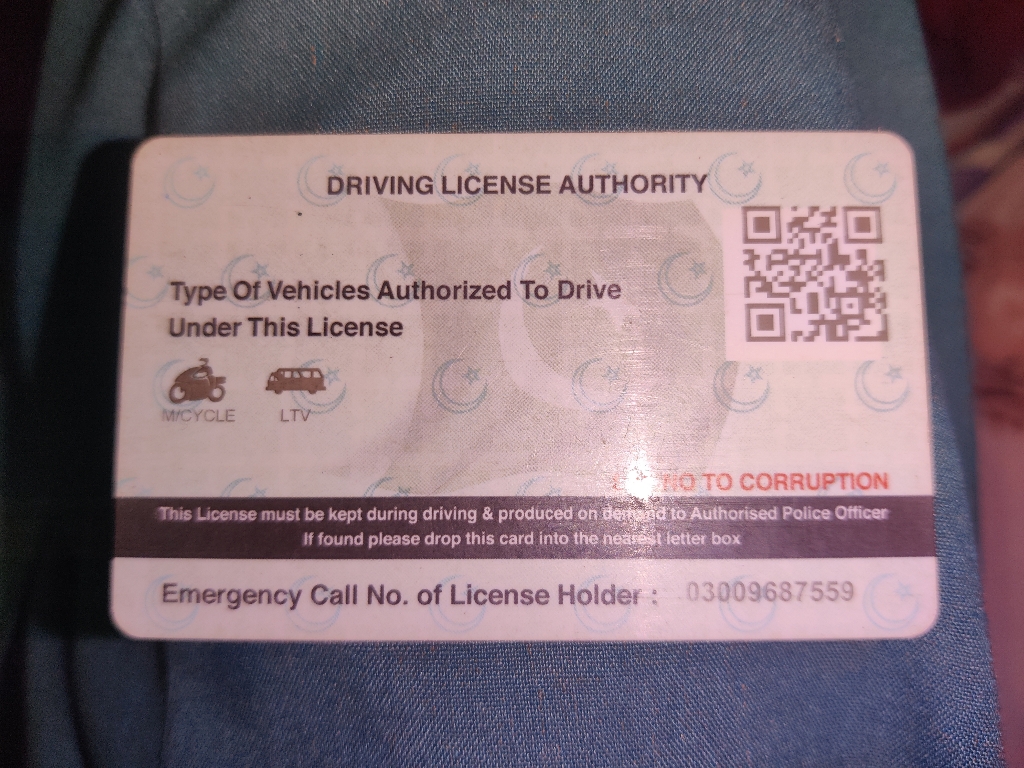 DRIVING LICENSE AUTHORITY
Type Of Vehicles Authorized To Drive
Under This License
M/CYCLE
LTV
TO CORRUPTION
This License must be kept during driving & produced on demand to Authorised Police Officer
If found please drop this card into the nearest letter box
Emergency Call No. of License Holder : 03009687559